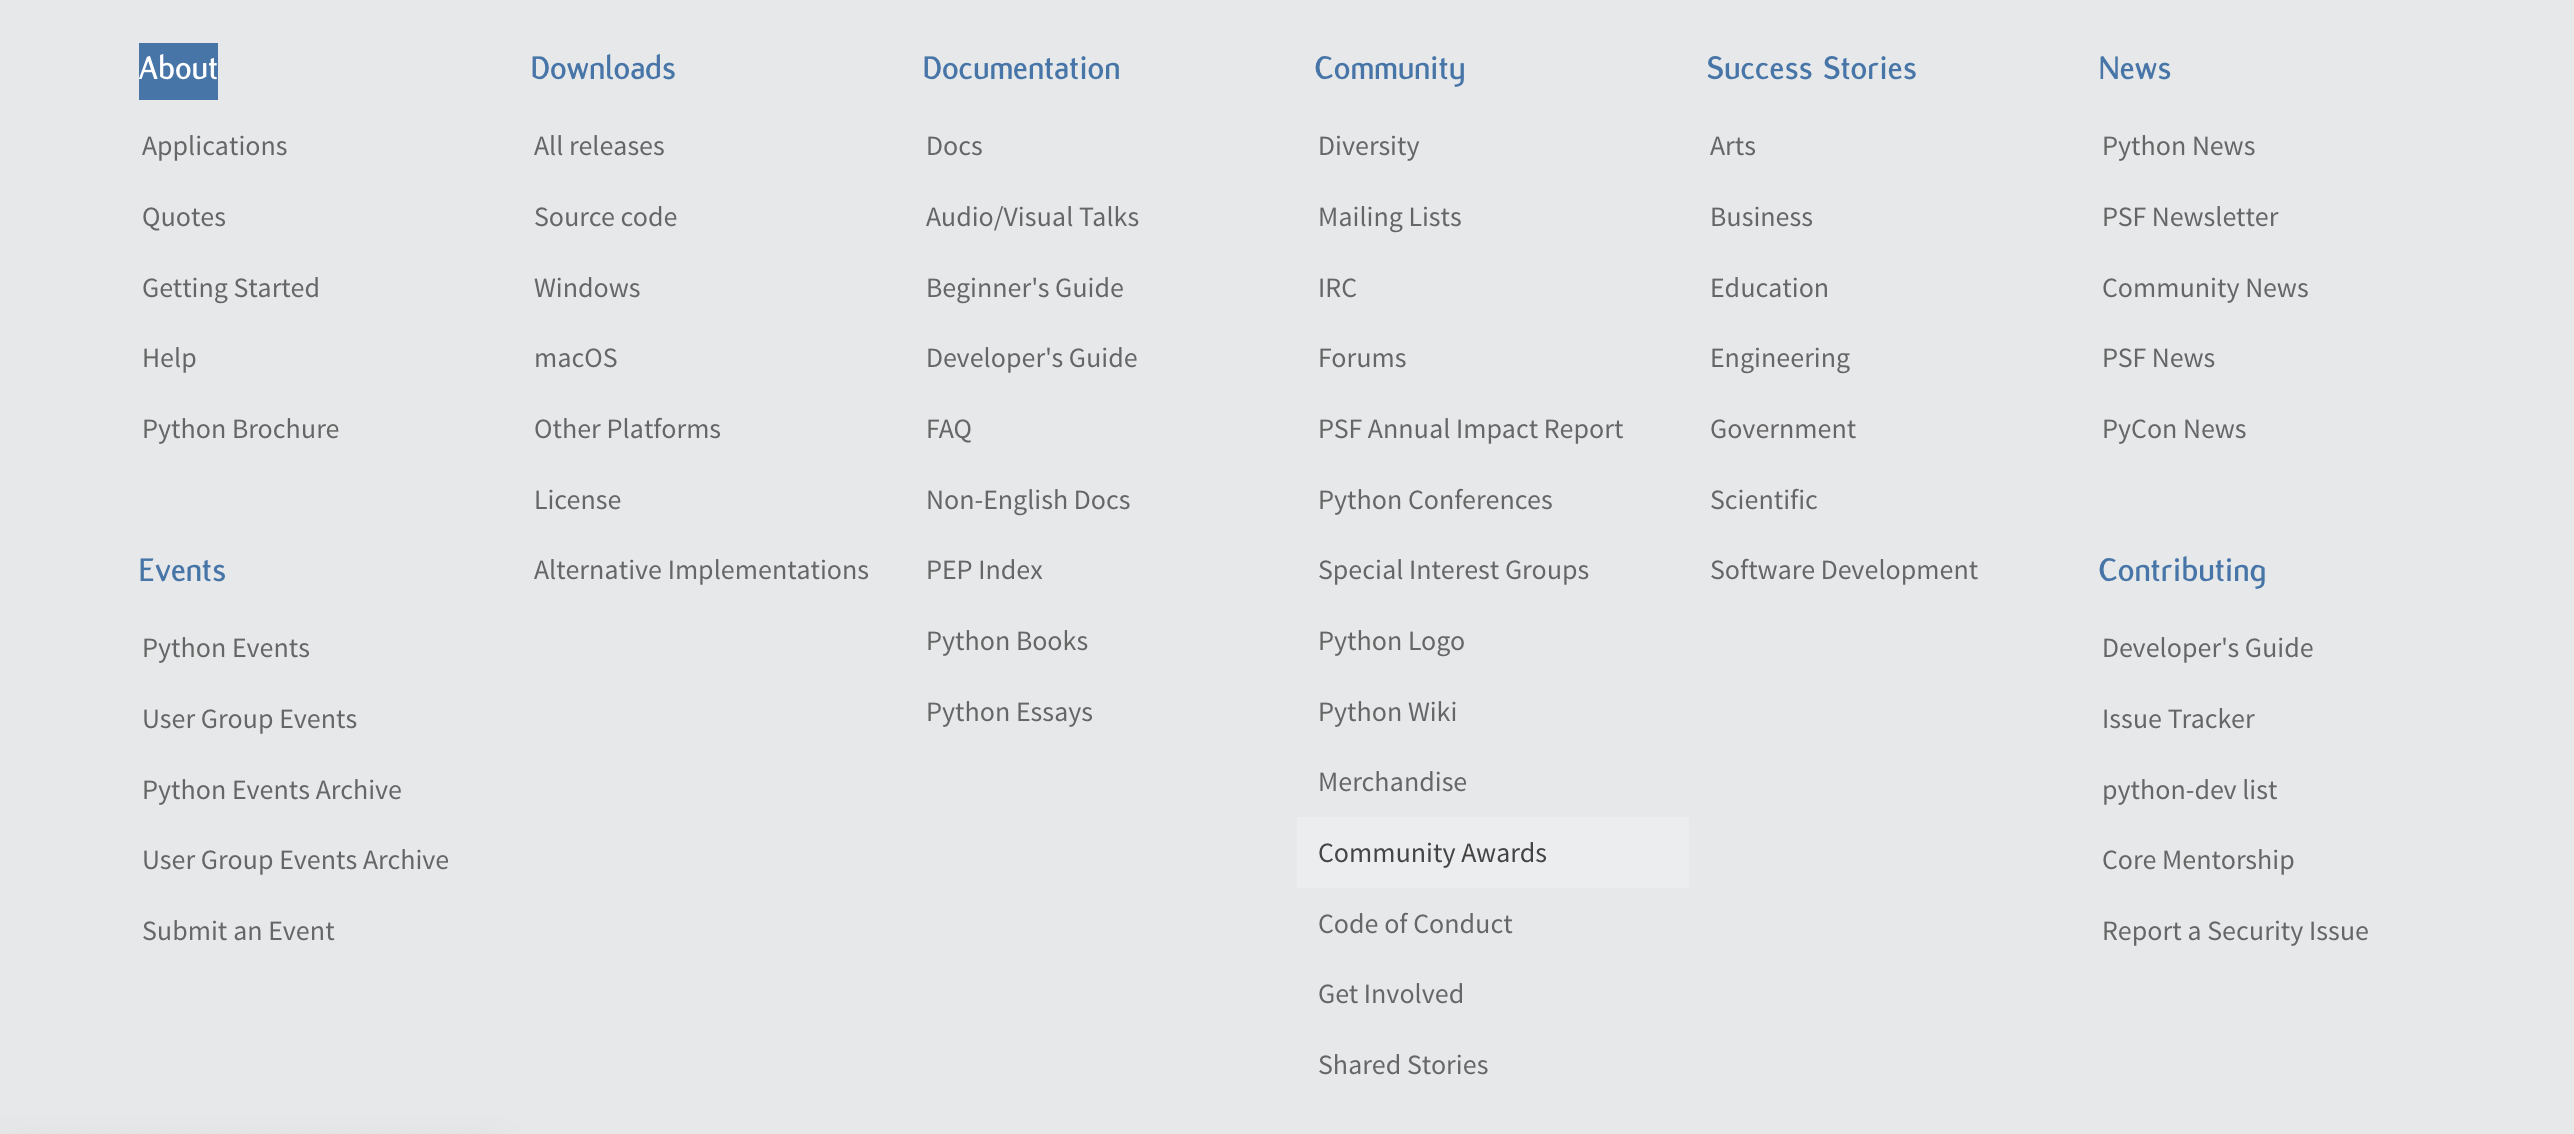 About
Applications
Quotes
Getting Started
Help
Python Brochure
Events
Python Events
User Group Events
Python Events Archive
User Group Events Archive
Submit an Event
Downloads
All releases
Source code
Windows
macOS
Other Platforms
License
Alternative Implementations
Documentation
Docs
Audio/Visual Talks
Beginner's Guide
Developer's Guide
FAQ
Non-English Docs
PEP Index
Python Books
Python Essays
Community
Diversity
Mailing Lists
IRC
Forums
PSF Annual Impact Report
Python Conferences
Special Interest Groups
Python Logo
Python Wiki
Merchandise
Community Awards
Code of Conduct
Get Involved
Shared Stories
Success Stories
Arts
Business
Education
Engineering
Government
Scientific
Software Development
News
Python News
PSF Newsletter
Community News
PSF News
PyCon News
Contributing
Developer's Guide
Issue Tracker
python-dev list
Core Mentorship
Report a Security Issue